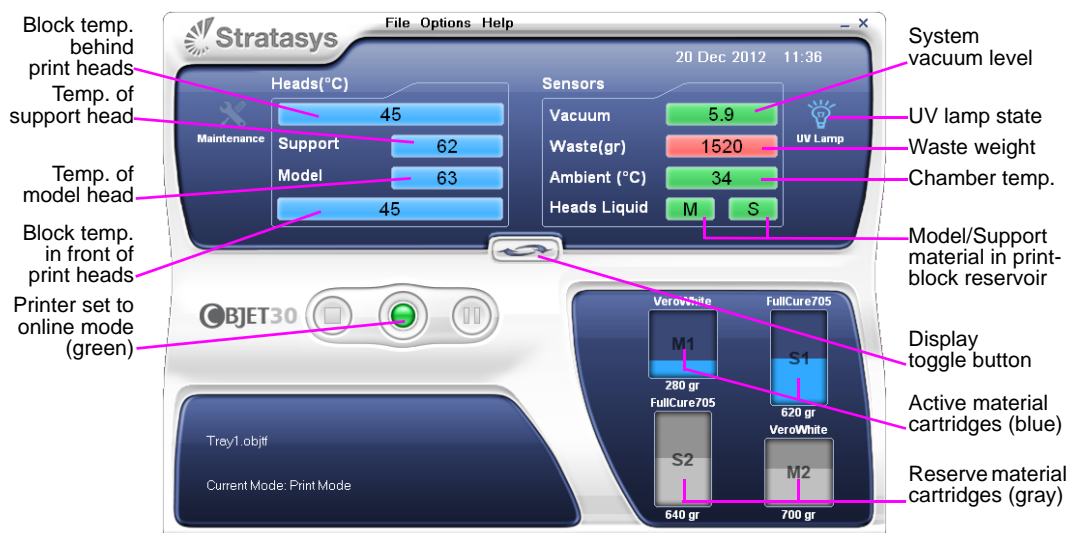 Block temp.
behind
print heads
Temp. of
support head
Temp. of
model head
Block temp.
in front of
print heads
Printer set to
online mode
(green)
Stratasys
File Options Help
20 Dec 2012 11:36
Maintenance
Heads(°C)
45
Support 62
Model 63
45
Sensors
Vacuum 5.9
Waste(gr) 1520
Ambient (°C) 34
Heads Liquid M S
UV Lamp
OBJET30
Tray1.objtf
Current Mode: Print Mode
VeroWhite
M1
280 gr
FullCure705
S1
620 gr
FullCure705
S2
640 gr
VeroWhite
M2
700 gr
System
vacuum level
UV lamp state
Waste weight
Chamber temp.
Model/Support
material in print-
block reservoir
Display
toggle button
Active material
cartridges (blue)
Reserve material
cartridges (gray)